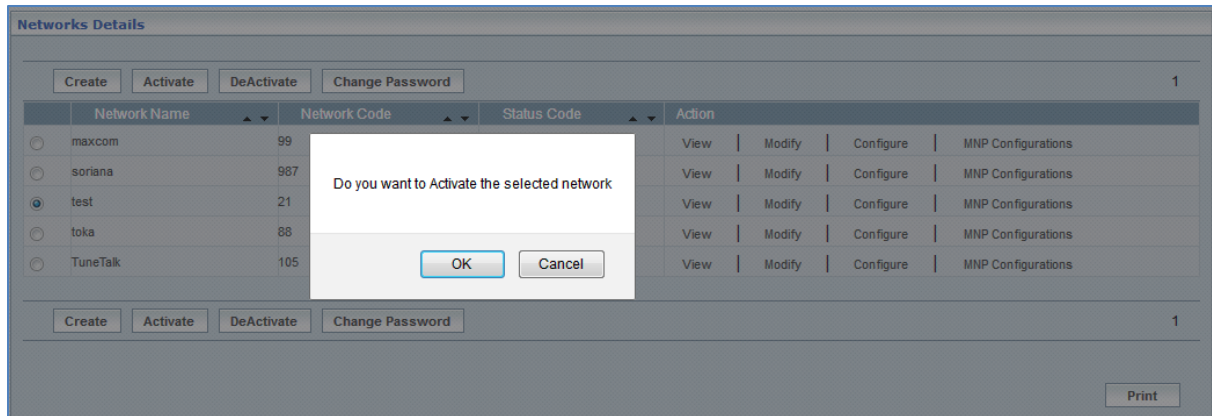 Networks Details
Create Activate DeActivate Change Password 1
Network Name Network Code Status Code Action
maxcom 99 View | Modify | Configure | MNP Configurations
soriana 987 View | Modify | Configure | MNP Configurations
Do you want to Activate the selected network
test 21 View | Modify | Configure | MNP Configurations
toka 88 View | Modify | Configure | MNP Configurations
TuneTalk 105 View | Modify | Configure | MNP Configurations
OK Cancel
Create Activate DeActivate Change Password 1
Print